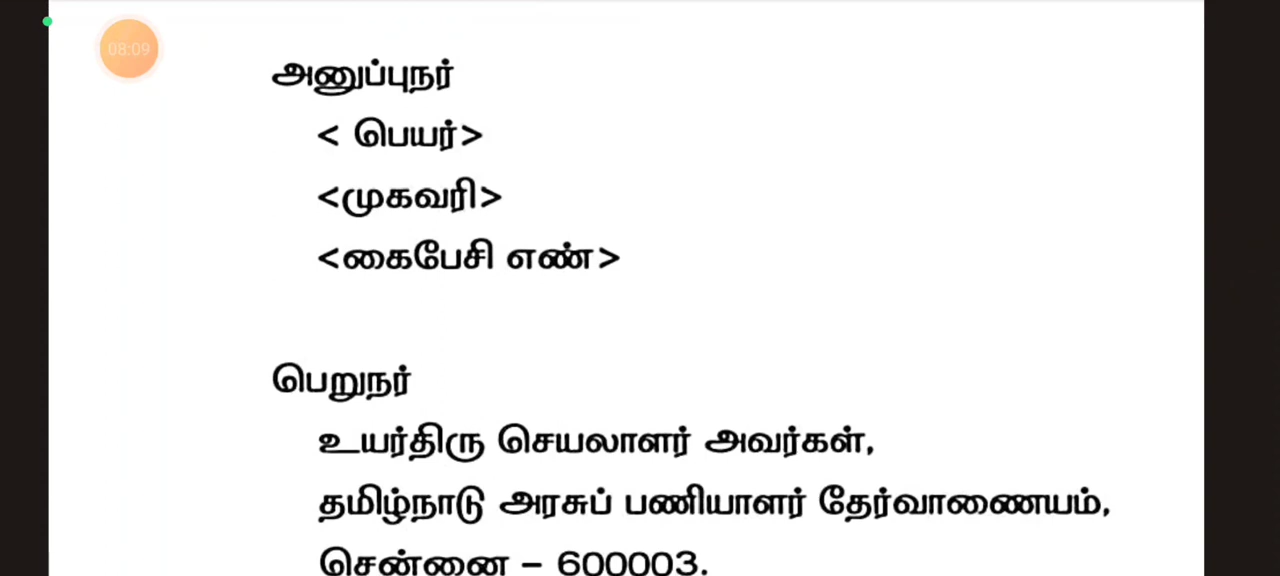 08:09
அனுப்புநர்
< பெயர்>
<முகவரி>
<கைபேசி எண்>
பெறுநர்
உயர்திரு செயலாளர் அவர்கள்,
தமிழ்நாடு அரசுப் பணியாளர் தேர்வாணையம்,
சென்னை – 600003.